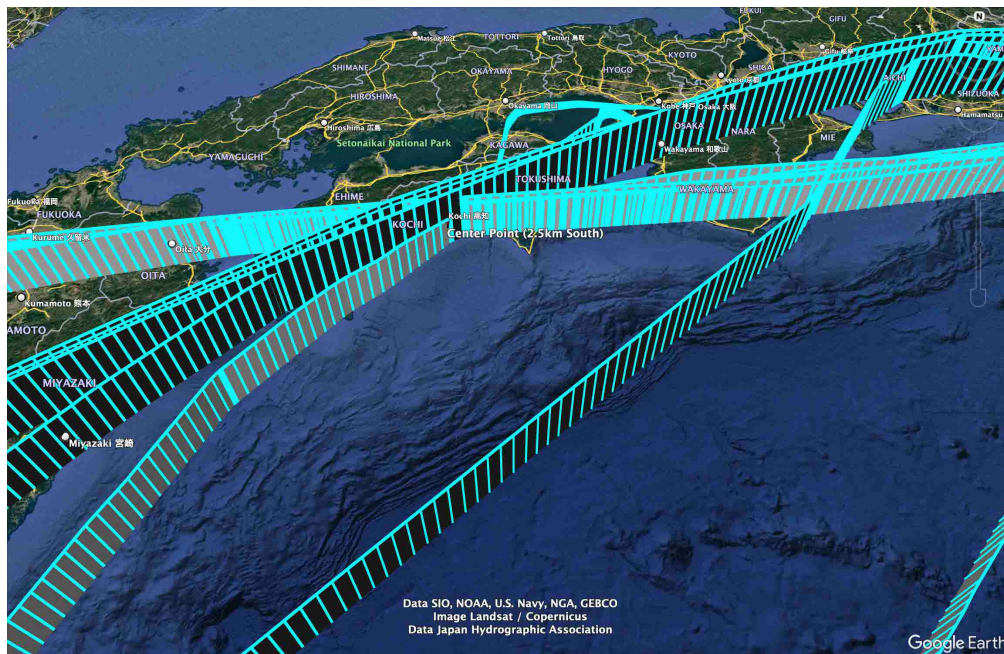 FUKUI
GIFU
N
Matsue 松江
TOTTORI
Tottori 鳥取
KYOTO
SHIMANE
OKAYAMA
HYOGO
SHIGA
AICHI
SHIZUOKA
HIROSHIMA
Okayama 岡山
Kobe 神戸
Osaka 大阪
Hamamatsu
Hiroshima 広島
OSAKA
NARA
MIE
Setonaikai National Park
KAGAWA
Wakayama 和歌山
YAMAGUCHI
TOKUSHIMA
WAKAYAMA
EHIME
Fukuoka 福岡
FUKUOKA
KOCHI
Kochi 高知
Kurume 久留米
Center Point (2.5km South)
Oita 大分
OITA
Kumamoto 熊本
AMOTO
MIYAZAKI
Miyazaki 宮崎
Data SIO, NOAA, U.S. Navy, NGA, GEBCO
Image Landsat / Copernicus
Data Japan Hydrographic Association
Google Earth